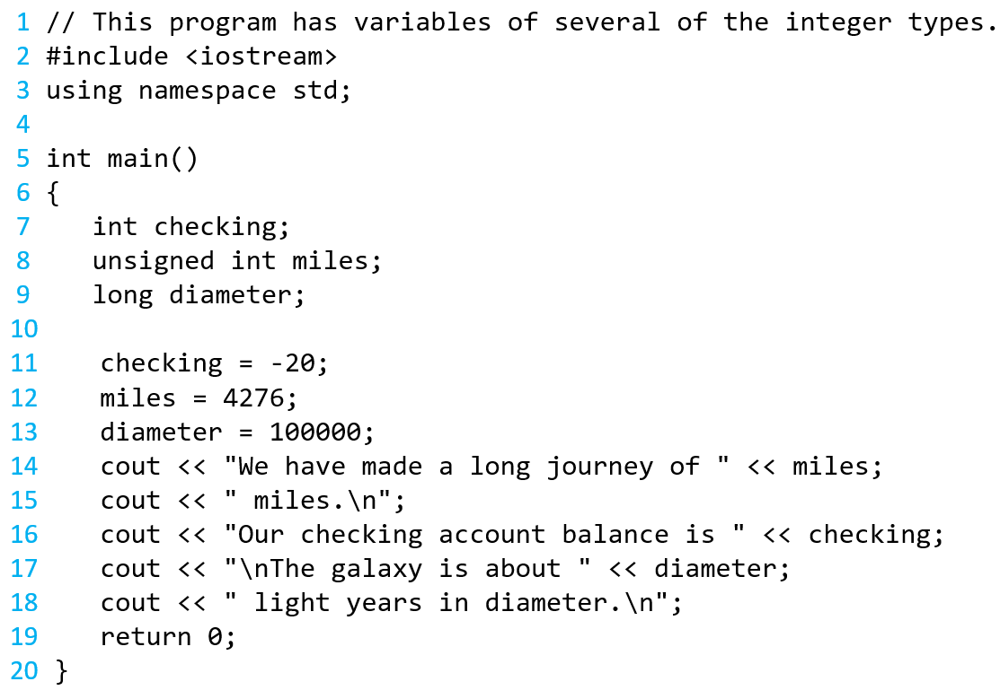 1 // This program has variables of several of the integer types.
2 #include <iostream>
3 using namespace std;
4
5 int main()
6 {
7    int checking;
8    unsigned int miles;
9    long diameter;
10
11    checking = -20;
12    miles = 4276;
13    diameter = 100000;
14    cout << "We have made a long journey of " << miles;
15    cout << " miles.\n";
16    cout << "Our checking account balance is " << checking;
17    cout << "\nThe galaxy is about " << diameter;
18    cout << " light years in diameter.\n";
19    return 0;
20 }